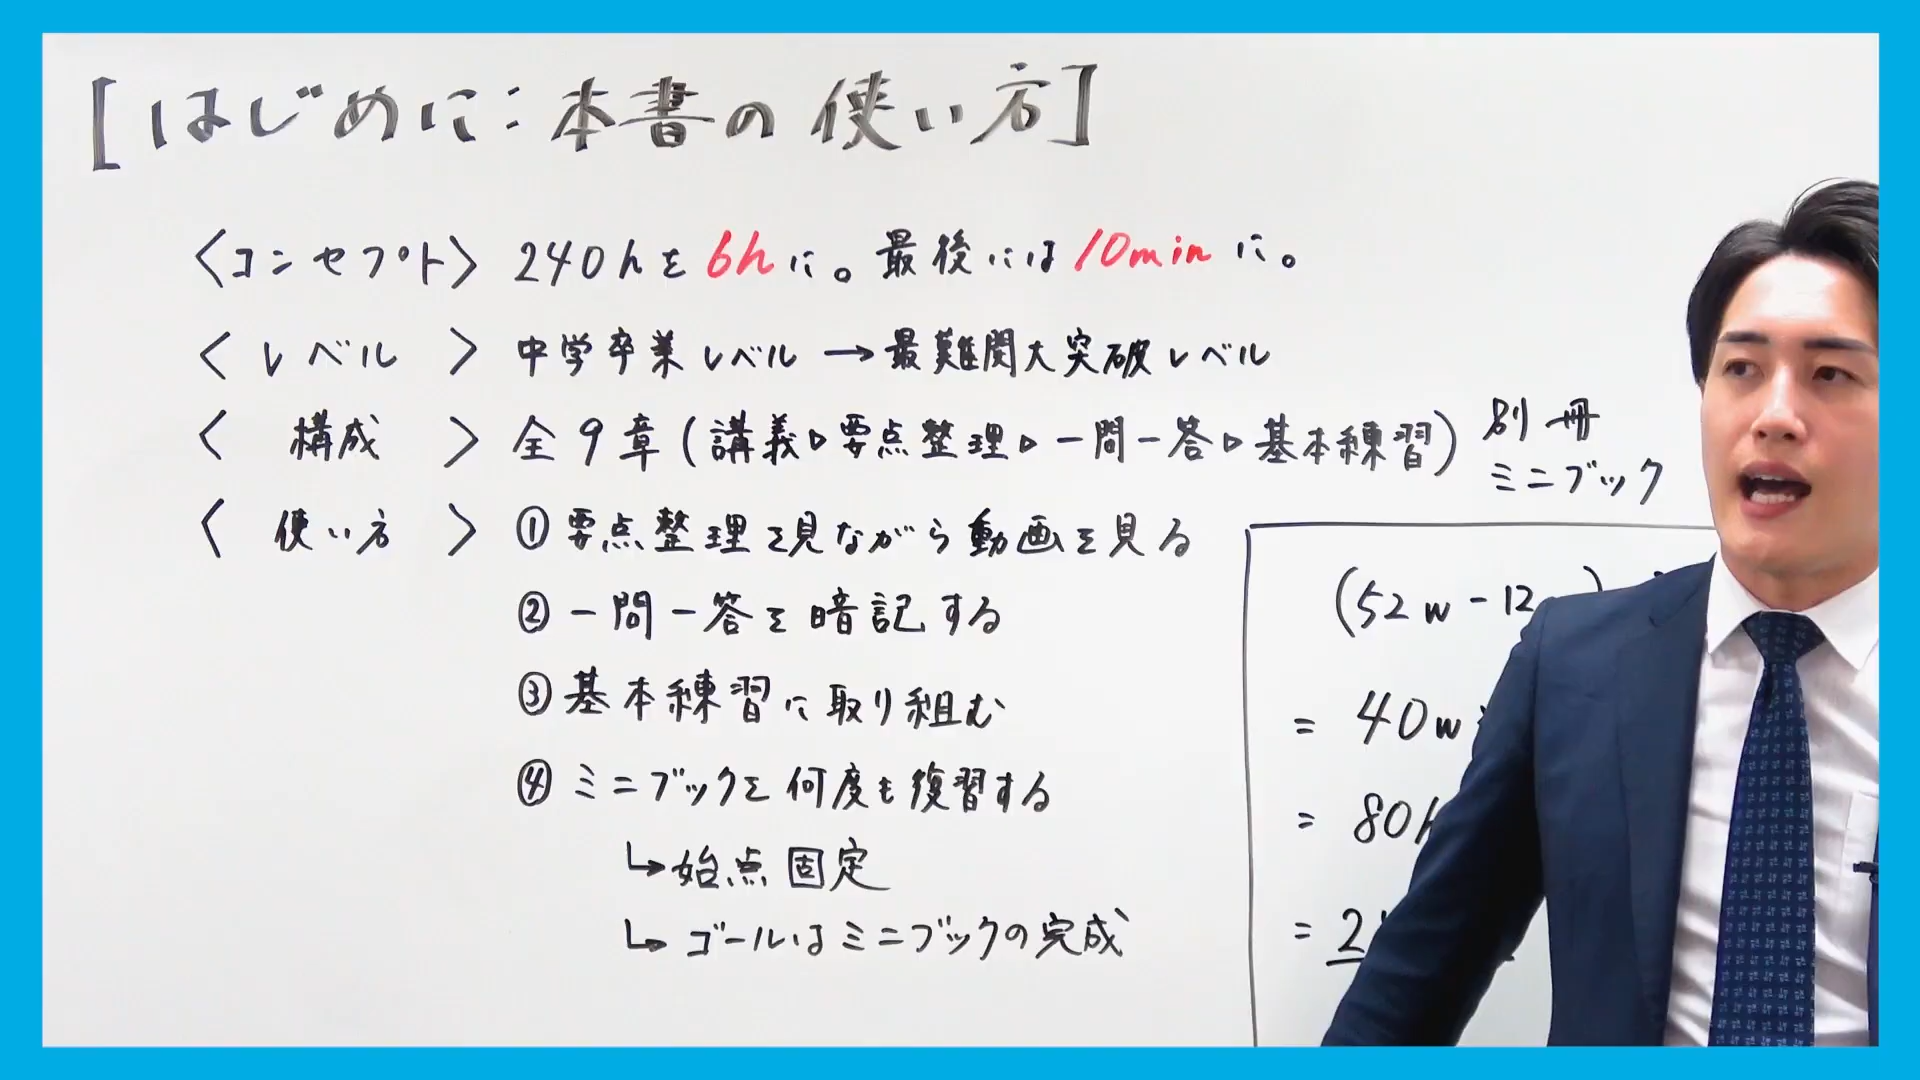 [はじめに:本書の使い方]
〈コンセプト〉 240hを6hに。最後には10minに。
〈レベル〉 中学卒業レベル→最難関大突破レベル
〈構成〉 全9章(講義▷要点整理▷一問一答▷基本練習) 別冊
ミニブック
〈使い方〉 ①要点整理を見ながら動画を見る
②一問一答を暗記する
③基本練習に取り組む
④ミニブックを何度も復習する
↳始点固定
↳ゴールはミニブックの完成
(52w-12
= 40w
= 80h
= 2